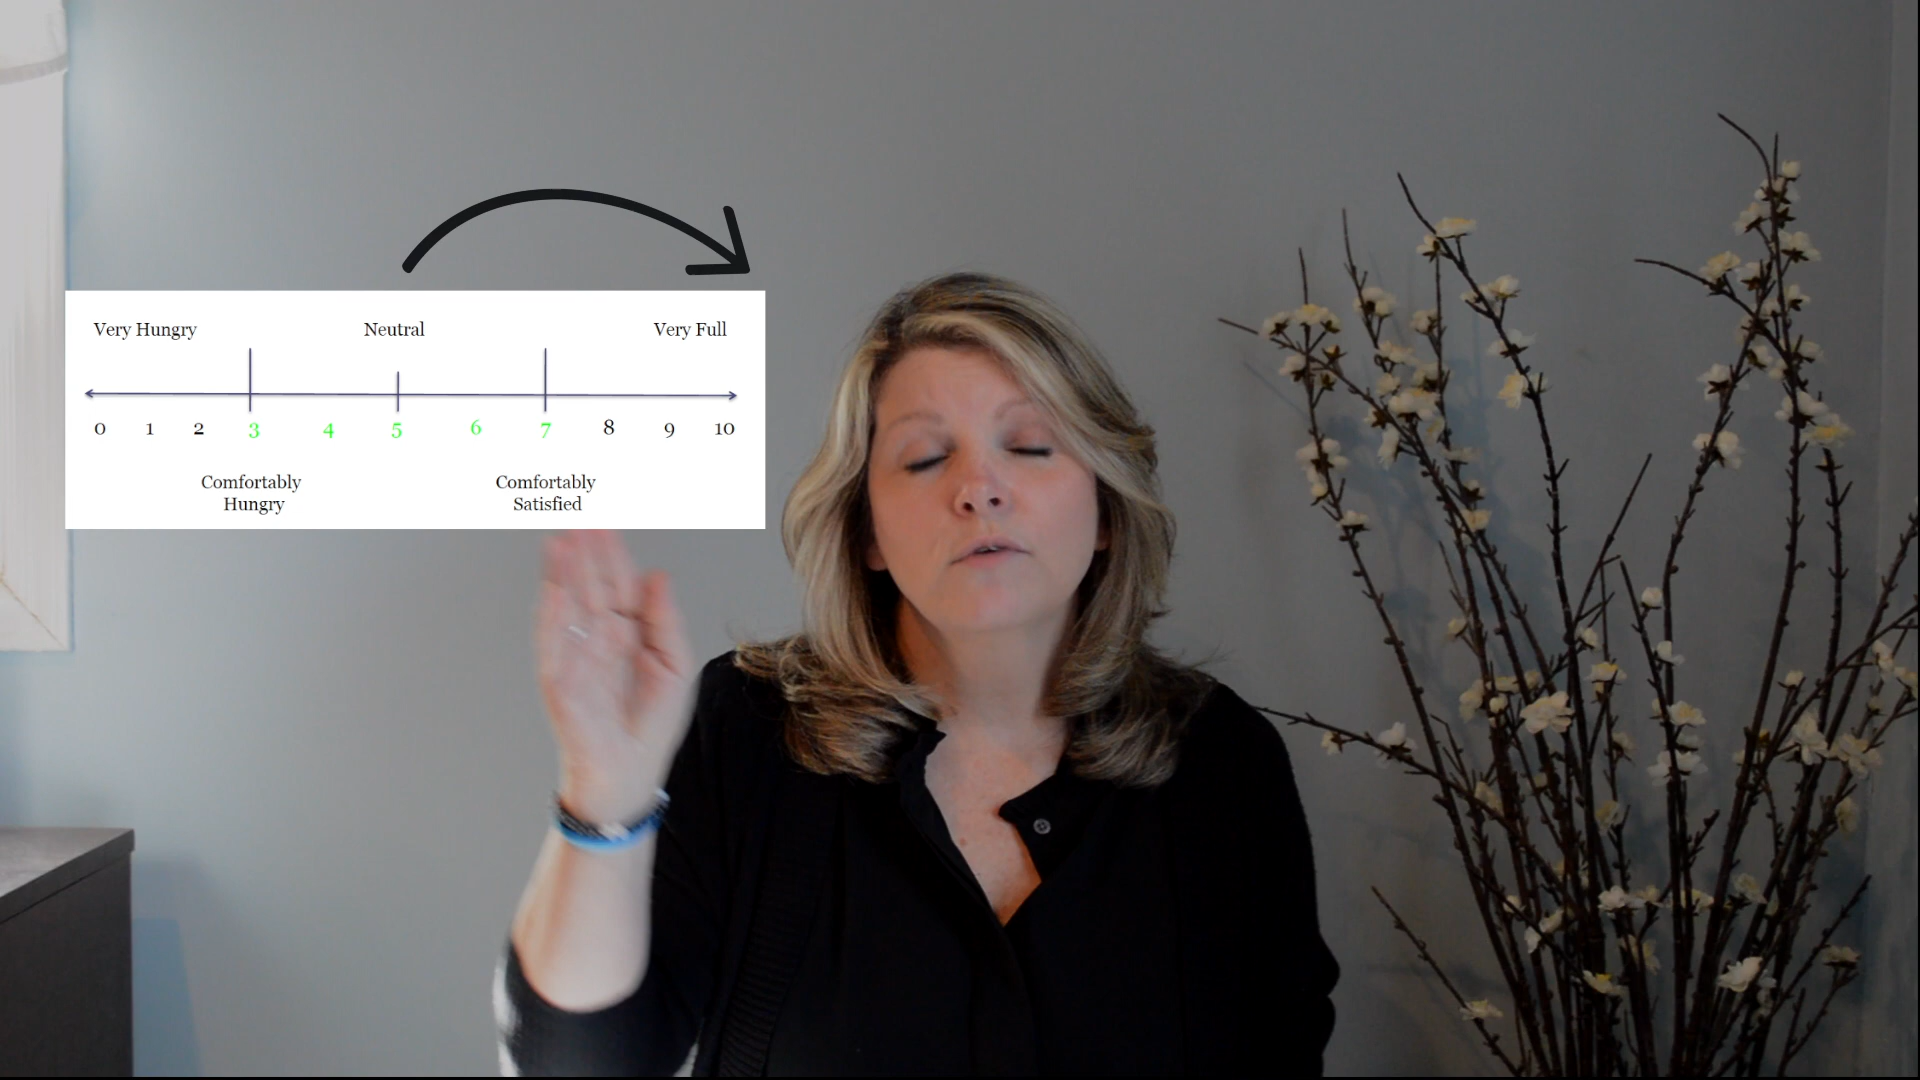 Very Hungry Neutral Very Full
0 1 2 3 4 5 6 7 8 9 10
Comfortably Comfortably
Hungry Satisfied